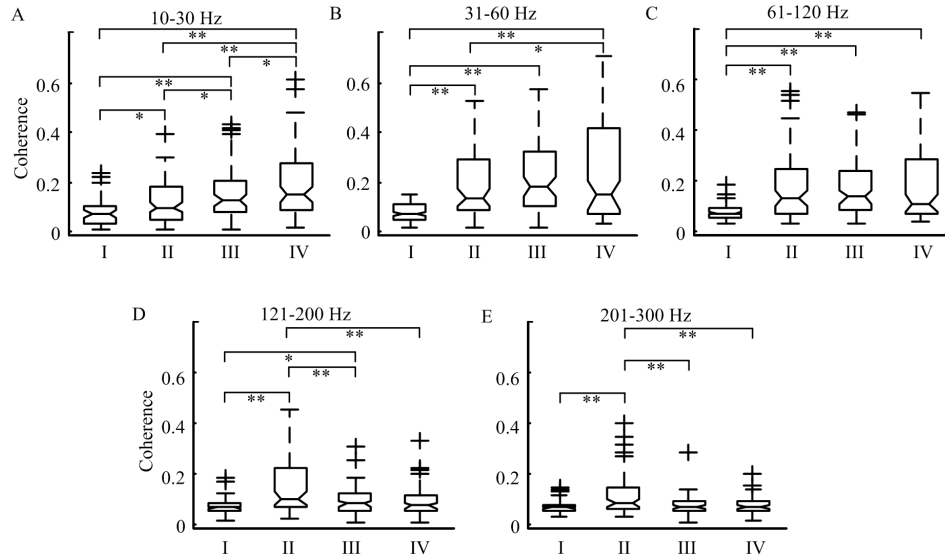 A
10-30 Hz
**
**
**
*
**
*
*
Coherence
0.6
0.4
0.2
0
I II III IV
B
31-60 Hz
**
*
**
**
0.6
0.4
0.2
0
I II III IV
C
61-120 Hz
**
**
**
0.6
0.4
0.2
0
I II III IV
D
121-200 Hz
**
*
**
**
Coherence
0.6
0.4
0.2
0
I II III IV
E
201-300 Hz
**
**
**
0.6
0.4
0.2
0
I II III IV